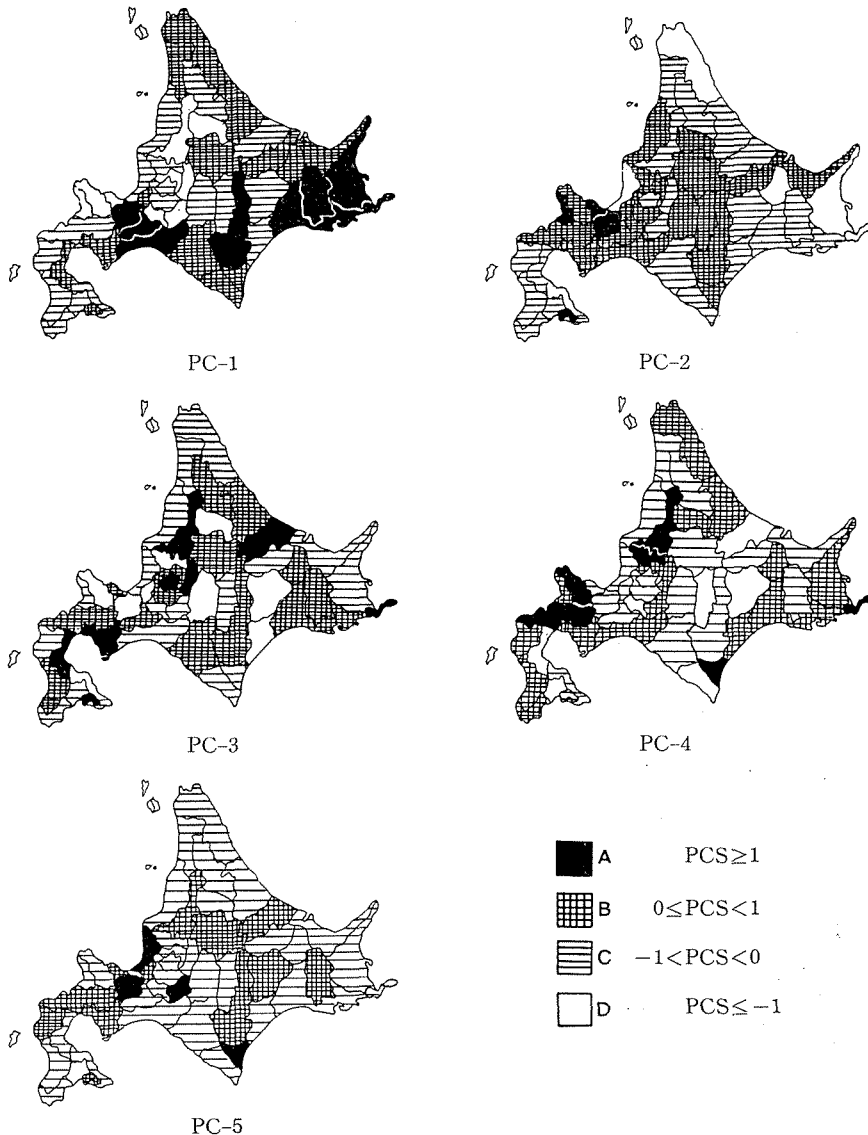 PC-1
PC-2
PC-3
PC-4
PC-5
A PCS≥1
B 0≤PCS<1
C −1<PCS<0
D PCS≤−1